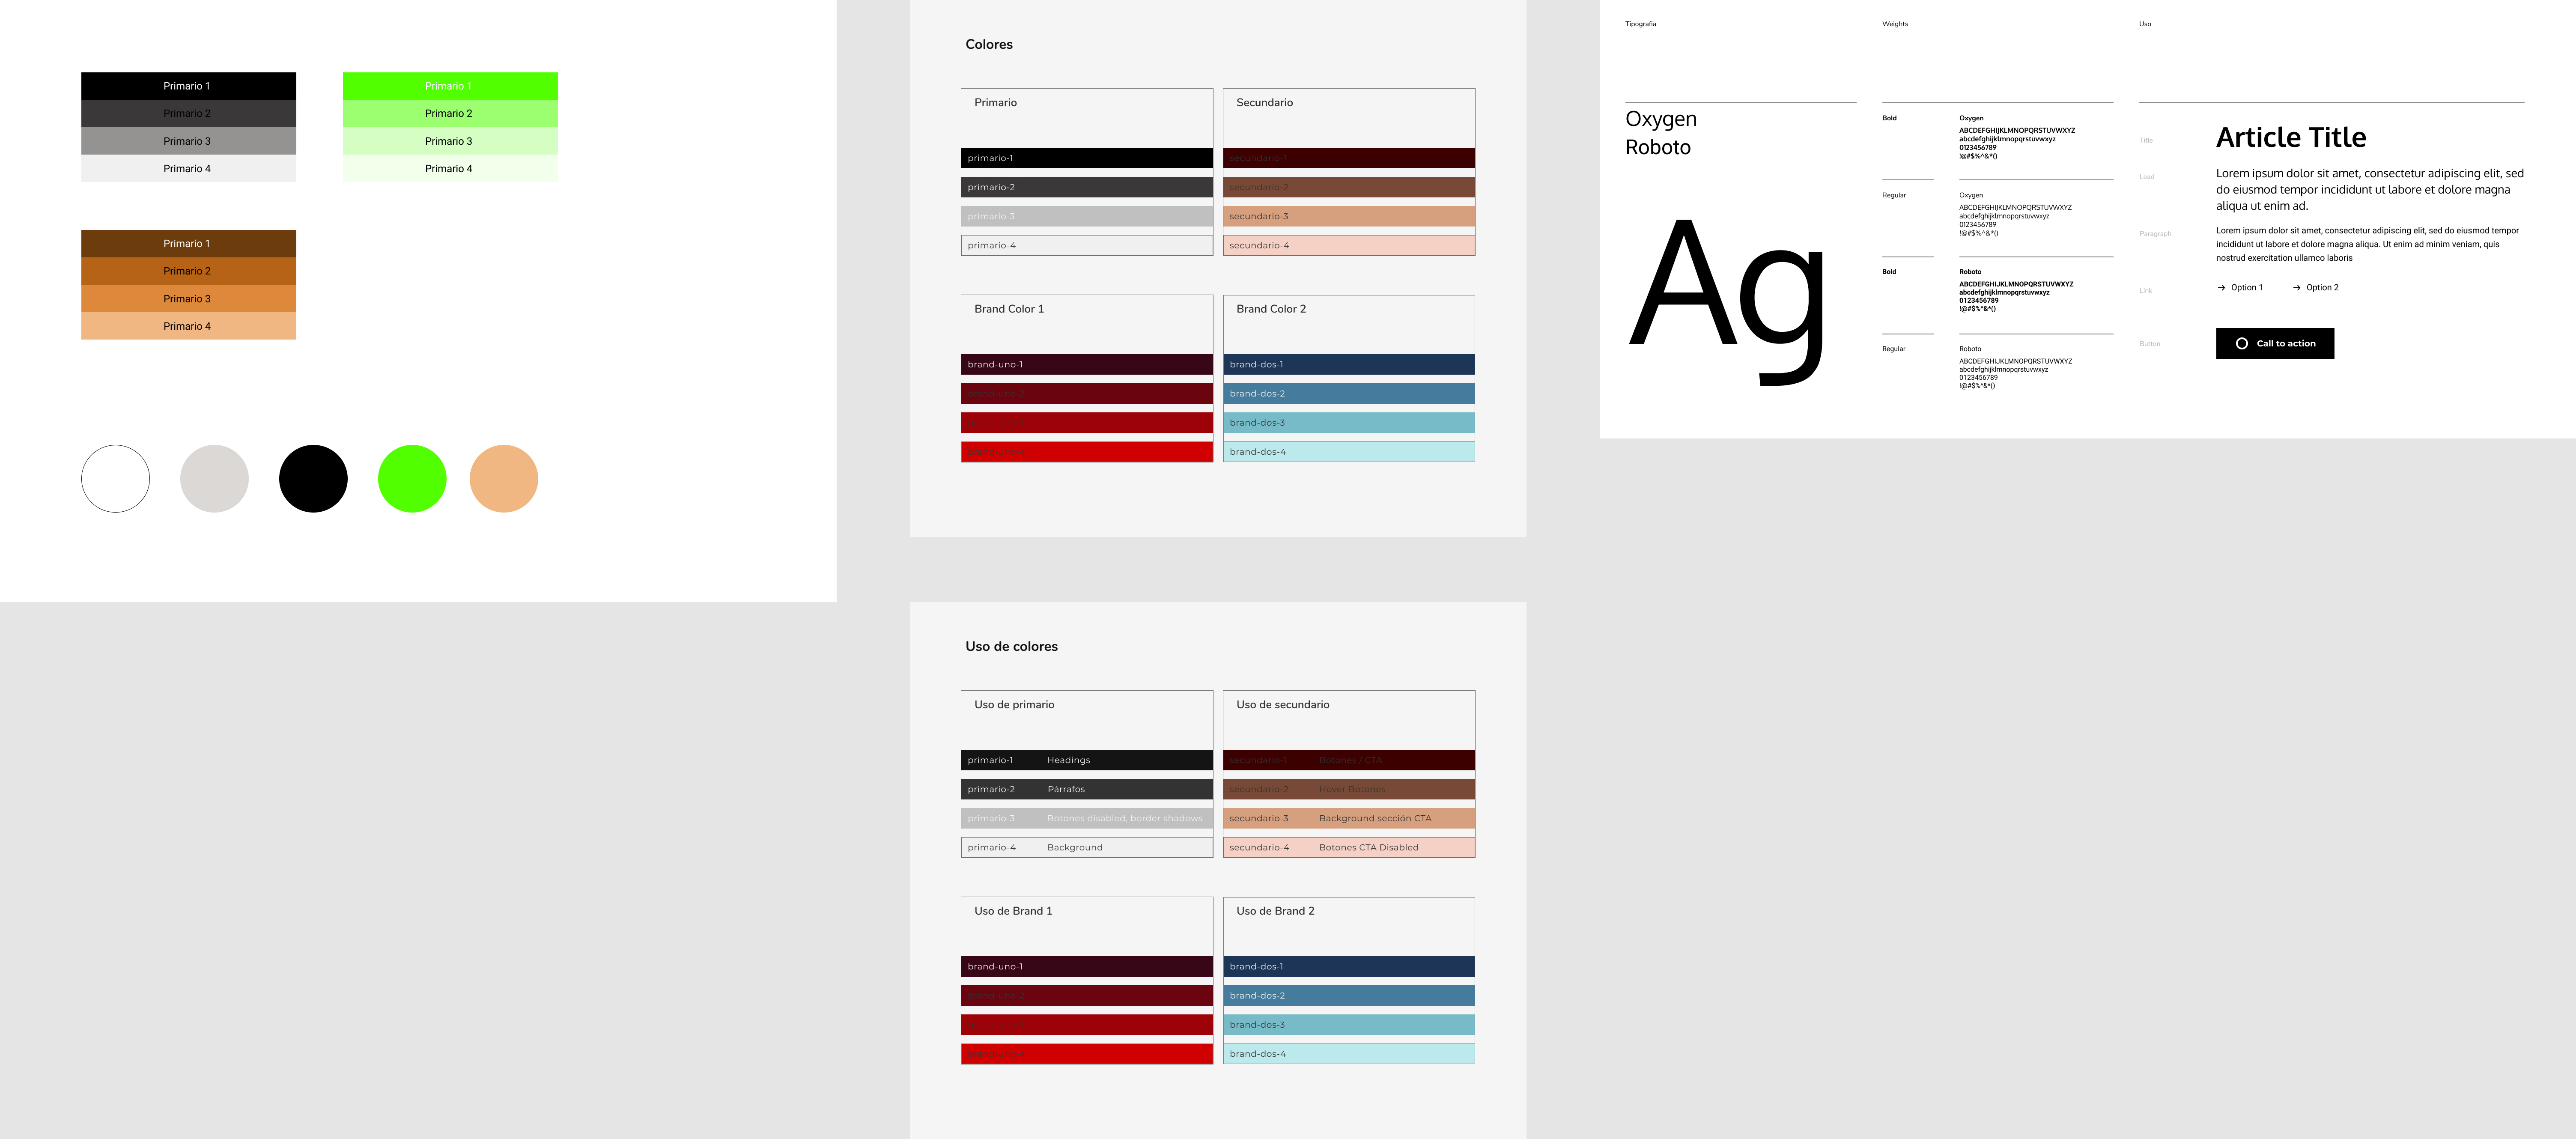 Primario 1
Primario 2
Primario 3
Primario 4
Primario 1
Primario 2
Primario 3
Primario 4
Primario 1
Primario 2
Primario 3
Primario 4
Colores
Primario
primario-1
primario-2
primario-3
primario-4
Secundario
secundario-1
secundario-2
secundario-3
secundario-4
Brand Color 1
brand-uno-1
brand-uno-2
brand-uno-4
Brand Color 2
brand-dos-1
brand-dos-2
brand-dos-3
brand-dos-4
Uso de colores
Uso de primario
primario-1 Headings
primario-2 Párrafos
primario-3 Botones disabled, border shadows
primario-4 Background
Uso de secundario
secundario-1 Botones / CTA
secundario-2 Hover Botones
secundario-3 Background sección CTA
secundario-4 Botones CTA Disabled
Uso de Brand 1
brand-uno-1
brand-uno-2
brand-uno-4
Uso de Brand 2
brand-dos-1
brand-dos-2
brand-dos-3
brand-dos-4
Tipografía
Oxygen
Roboto
Ag
Weights
Bold
Oxygen
ABCDEFGHIJKLMNOPQRSTUVWXYZ
abcdefghijklmnopqrstuvwxyz
0123456789
!@#$%^&*()
Regular
Oxygen
ABCDEFGHIJKLMNOPQRSTUVWXYZ
abcdefghijklmnopqrstuvwxyz
0123456789
!@#$%^&*()
Bold
Roboto
ABCDEFGHIJKLMNOPQRSTUVWXYZ
abcdefghijklmnopqrstuvwxyz
0123456789
!@#$%^&*()
Regular
Roboto
ABCDEFGHIJKLMNOPQRSTUVWXYZ
abcdefghijklmnopqrstuvwxyz
0123456789
!@#$%^&*()
Uso
Title
Article Title
Lead
Lorem ipsum dolor sit amet, consectetur adipiscing elit, sed
do eiusmod tempor incididunt ut labore et dolore magna
aliqua ut enim ad.
Paragraph
Lorem ipsum dolor sit amet, consectetur adipiscing elit, sed do eiusmod tempor
incididunt ut labore et dolore magna aliqua. Ut enim ad minim veniam, quis
nostrud exercitation ullamco laboris
Link
→ Option 1 → Option 2
Button
Call to action